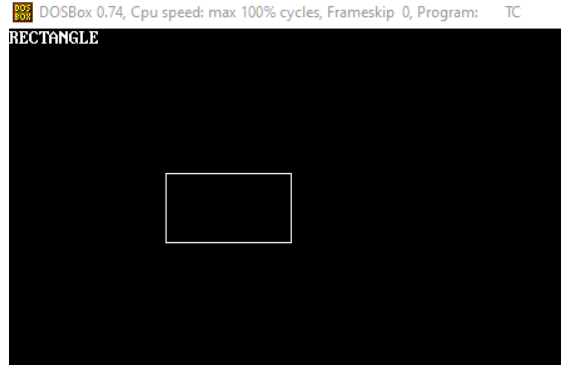 DOSBox 0.74, Cpu speed: max 100% cycles, Frameskip 0, Program: TC
RECTANGLE